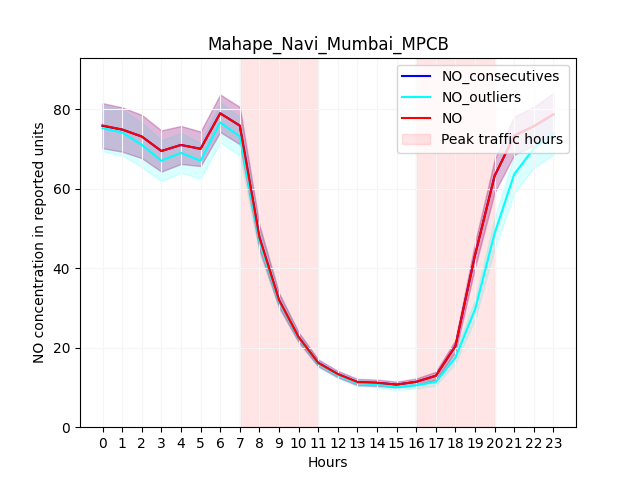 Mahape_Navi_Mumbai_MPCB
NO concentration in reported units
80
60
40
20
0
NO_consecutives
NO_outliers
NO
Peak traffic hours
0 1 2 3 4 5 6 7 8 9 10 11 12 13 14 15 16 17 18 19 20 21 22 23
Hours